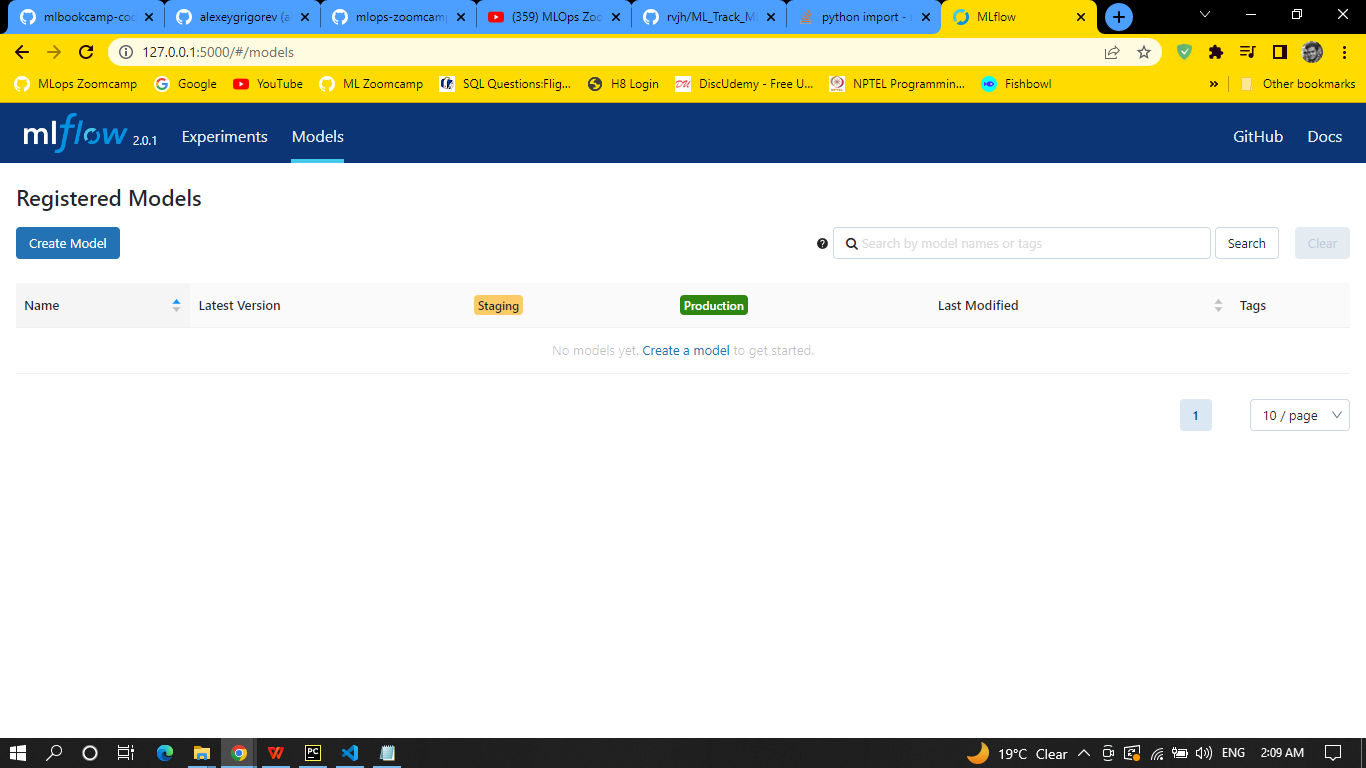 mlbookcamp-coc
alexeygrigorev (a
mlops-zoomcamp
(359) MLOps Zoo
rvjh/ML_Track_M
python import -
MLflow
127.0.0.1:5000/#/models
MLops Zoomcamp Google YouTube ML Zoomcamp SQL Questions:Flig... H8 Login DiscUdemy - Free U... NPTEL Programmin... Fishbowl » Other bookmarks
mlflow 2.0.1 Experiments Models GitHub Docs
Registered Models
Create Model Search by model names or tags Search Clear
Name Latest Version Staging Production Last Modified Tags
No models yet. Create a model to get started.
1 10 / page
19°C Clear ENG 2:09 AM